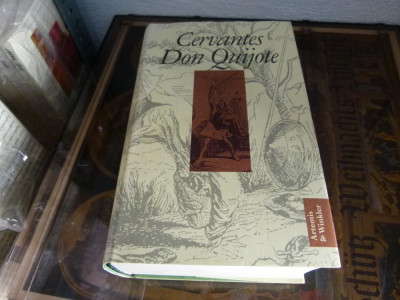 Cervantes
Don Quijote
Artemis
& Winkler